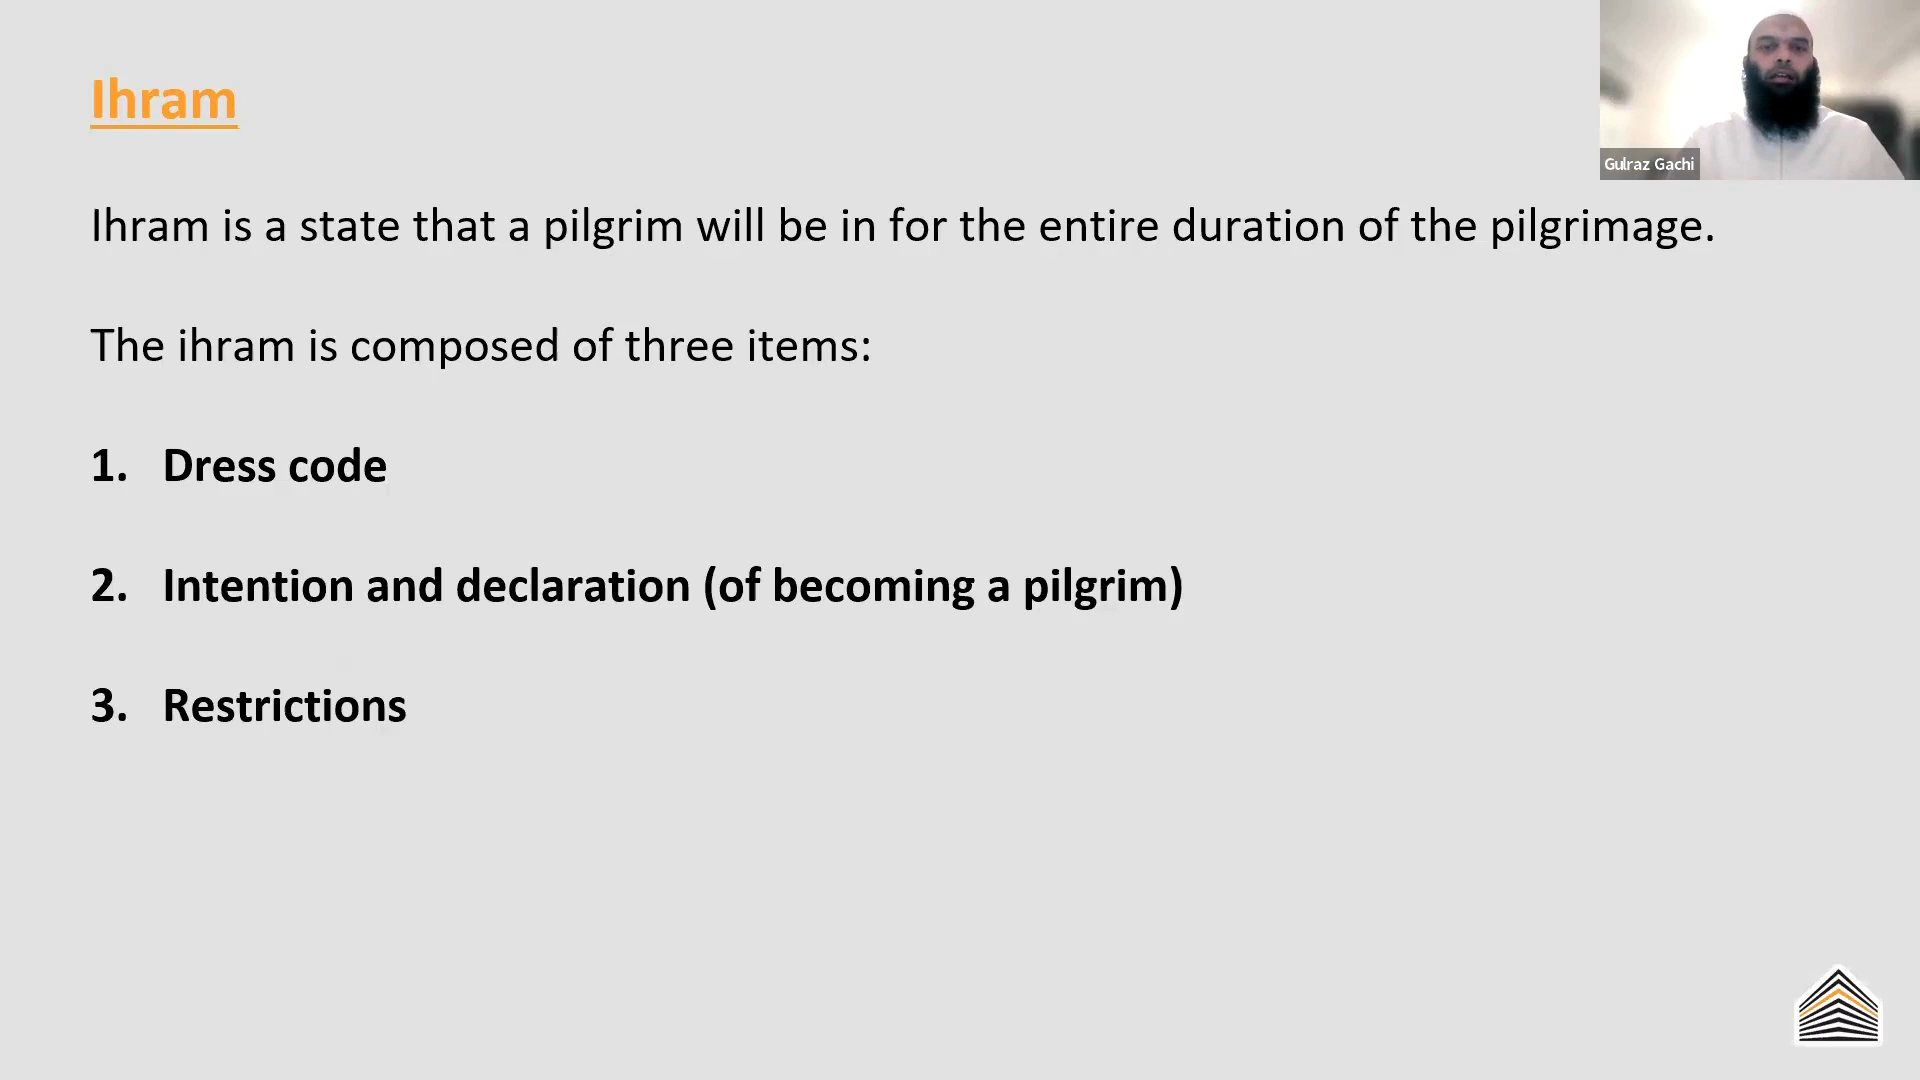 Ihram
Gulraz Gachi
Ihram is a state that a pilgrim will be in for the entire duration of the pilgrimage.
The ihram is composed of three items:
1. Dress code
2. Intention and declaration (of becoming a pilgrim)
3. Restrictions